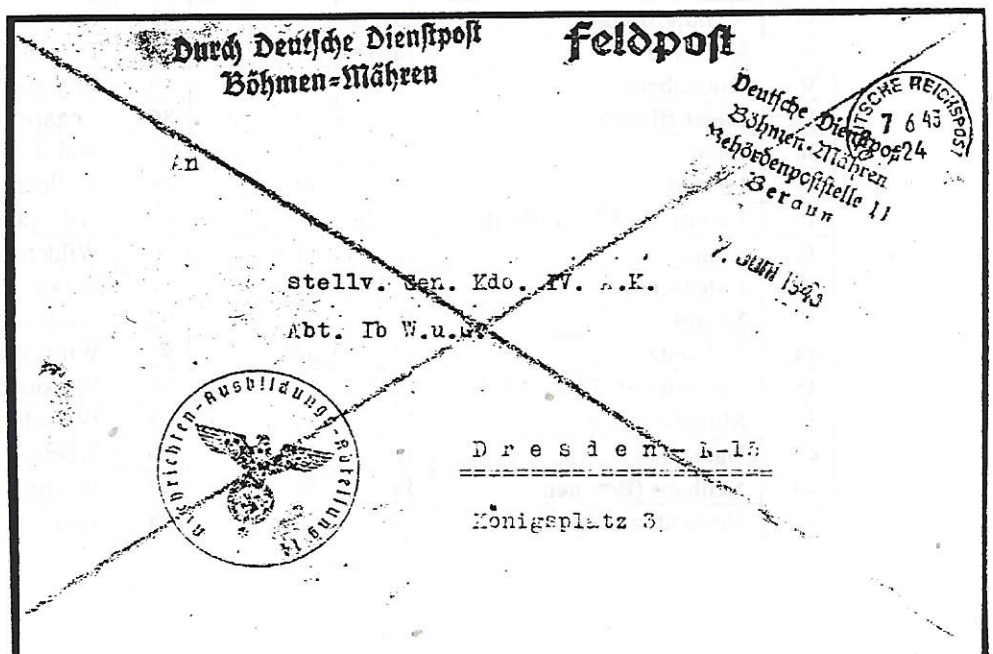 Durch Deutsche Dienstpost
Böhmen=Mähren
Feldpost
Deutsche Dienstpost
Böhmen-Mähren
Behördenpoststelle 11
Beraun
7. JUNI 1943
DEUTSCHE REICHSPOST
7 6 43
24
An
stellv. Gen. Kdo. IV. A.K.
Abt. Ib W.u.G.
Dresden-A-15
Königsplatz 3
Nachrichten-Ausbildungs-Abteilung 14